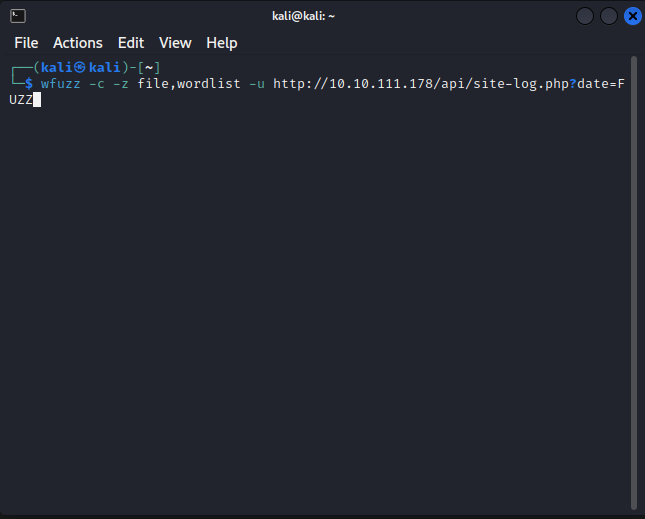 kali@kali: ~
File Actions Edit View Help
┌──(kali㉿kali)-[~]
└─$ wfuzz -c -z file,wordlist -u http://10.10.111.178/api/site-log.php?date=F
UZZ